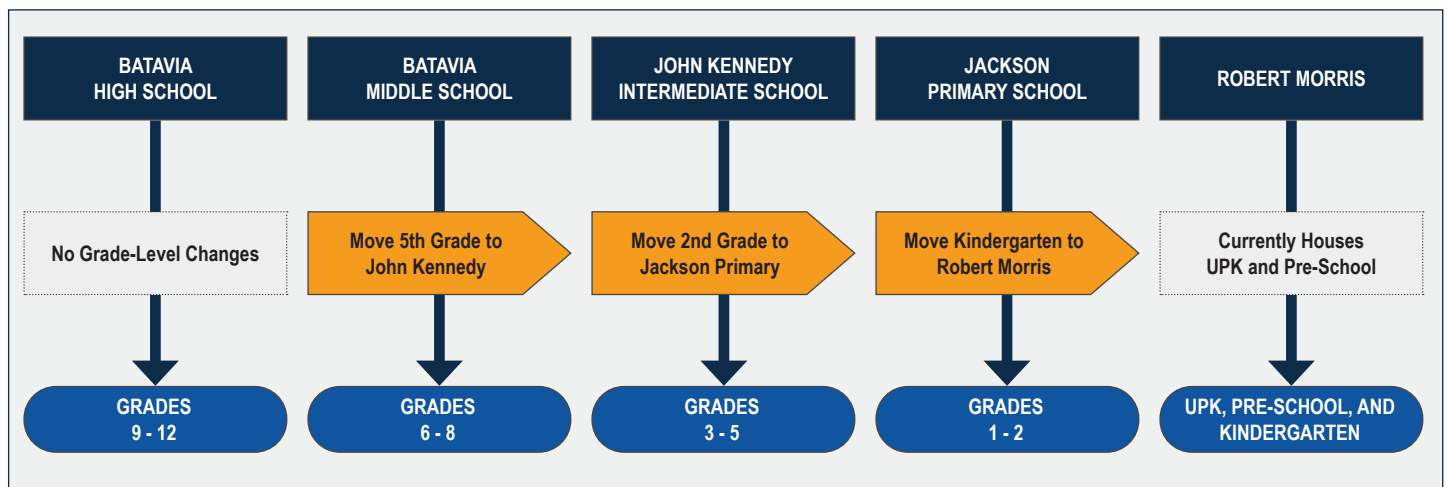 BATAVIA
HIGH SCHOOL
BATAVIA
MIDDLE SCHOOL
JOHN KENNEDY
INTERMEDIATE SCHOOL
JACKSON
PRIMARY SCHOOL
ROBERT MORRIS
No Grade-Level Changes
Move 5th Grade to
John Kennedy
Move 2nd Grade to
Jackson Primary
Move Kindergarten to
Robert Morris
Currently Houses
UPK and Pre-School
GRADES
9 - 12
GRADES
6 - 8
GRADES
3 - 5
GRADES
1 - 2
UPK, PRE-SCHOOL, AND
KINDERGARTEN